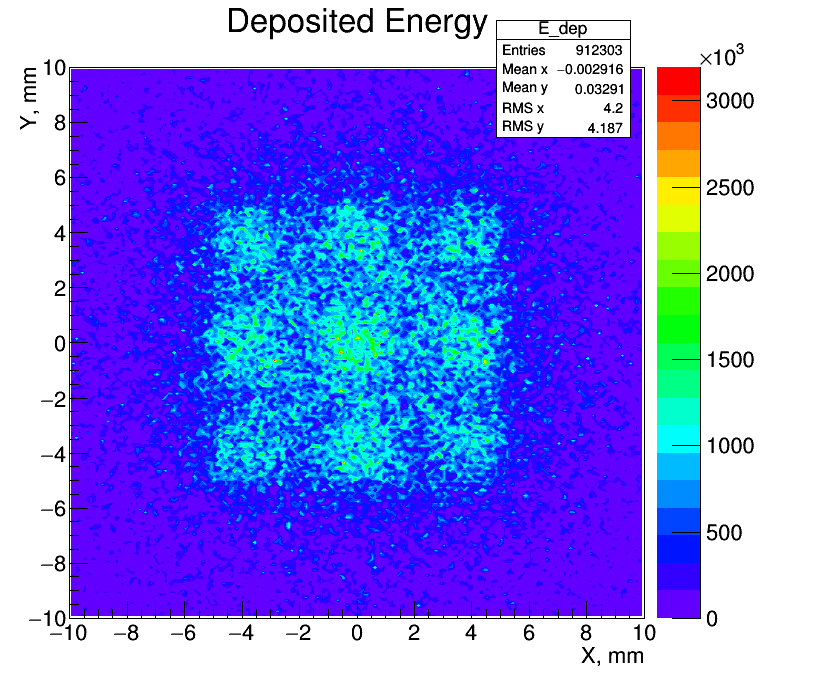 Deposited Energy
E_dep
Entries 912303
Mean x −0.002916
Mean y 0.03291
RMS x 4.2
RMS y 4.187
×10³
Y, mm
10
8
6
4
2
0
−2
−4
−6
−8
−10
−10 −8 −6 −4 −2 0 2 4 6 8 10
X, mm
3000
2500
2000
1500
1000
500
0